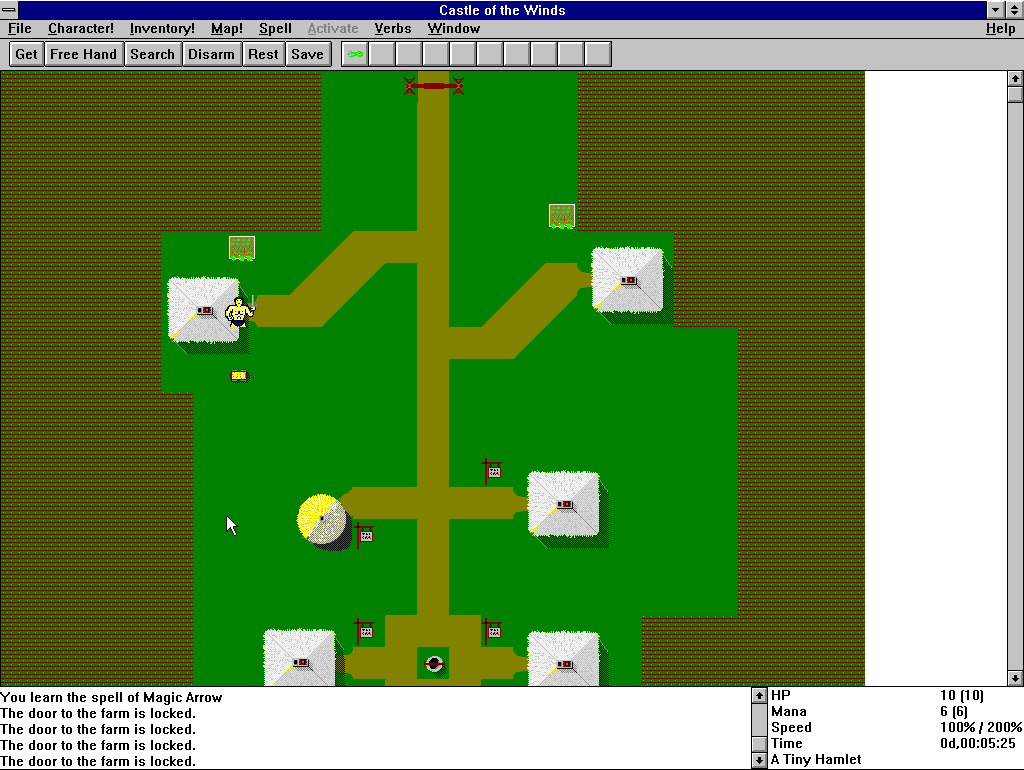 Castle of the Winds
File Character! Inventory! Map! Spell Activate Verbs Window Help
Get Free Hand Search Disarm Rest Save
You learn the spell of Magic Arrow
The door to the farm is locked.
The door to the farm is locked.
The door to the farm is locked.
The door to the farm is locked.
HP 10 (10)
Mana 6 (6)
Speed 100% / 200%
Time 0d,00:05:25
A Tiny Hamlet